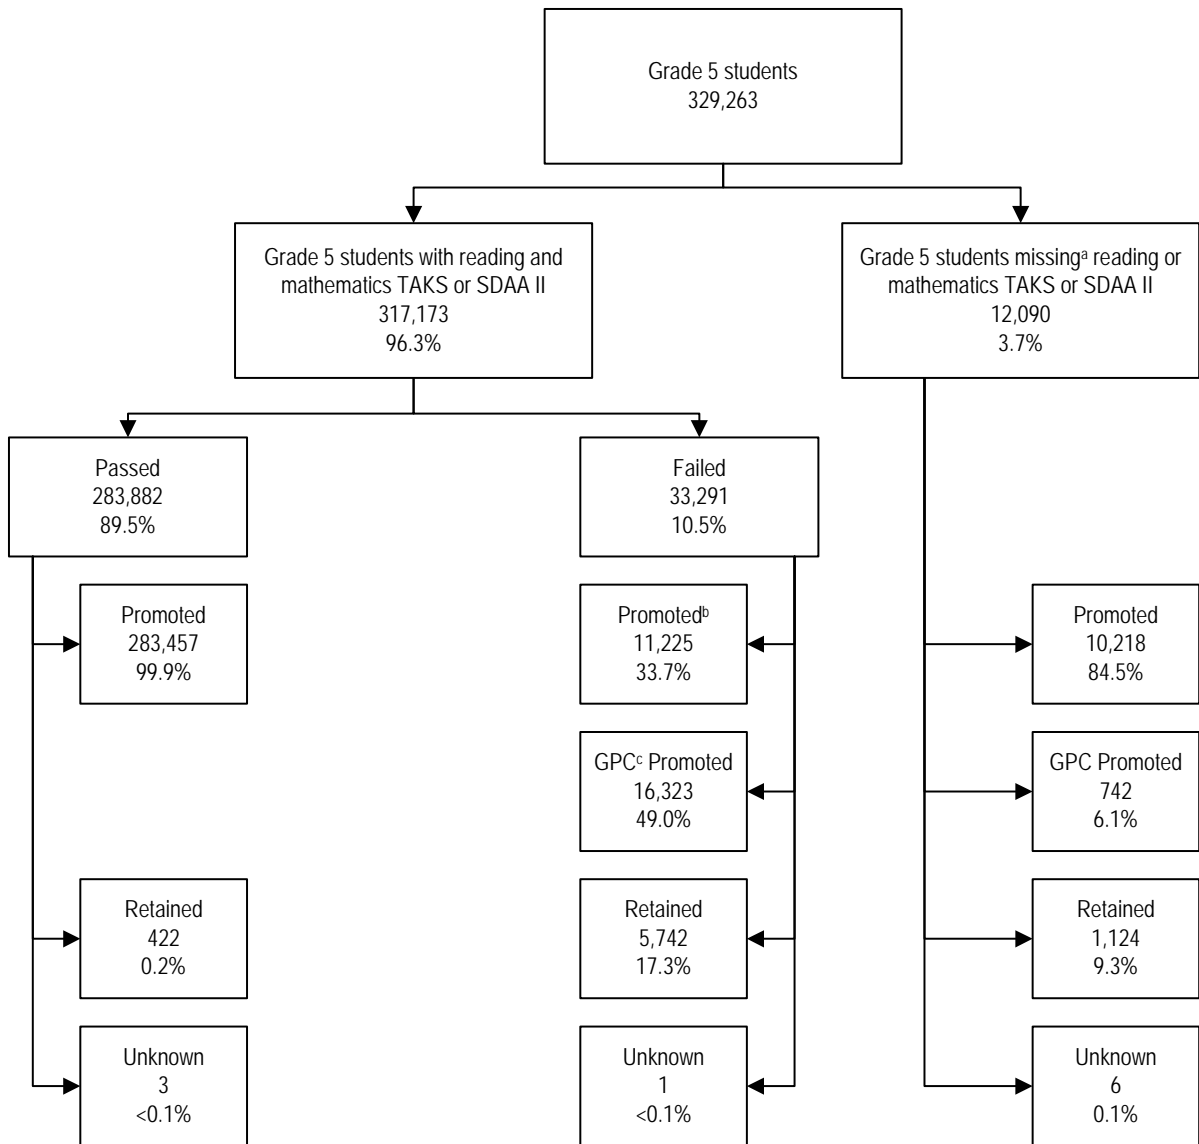 Grade 5 students
329,263
Grade 5 students with reading and
mathematics TAKS or SDAA II
317,173
96.3%
Grade 5 students missingᵃ reading or
mathematics TAKS or SDAA II
12,090
3.7%
Passed
283,882
89.5%
Failed
33,291
10.5%
Promoted
283,457
99.9%
Promotedᵇ
11,225
33.7%
Promoted
10,218
84.5%
GPCᶜ Promoted
16,323
49.0%
GPC Promoted
742
6.1%
Retained
422
0.2%
Retained
5,742
17.3%
Retained
1,124
9.3%
Unknown
3
<0.1%
Unknown
1
<0.1%
Unknown
6
0.1%